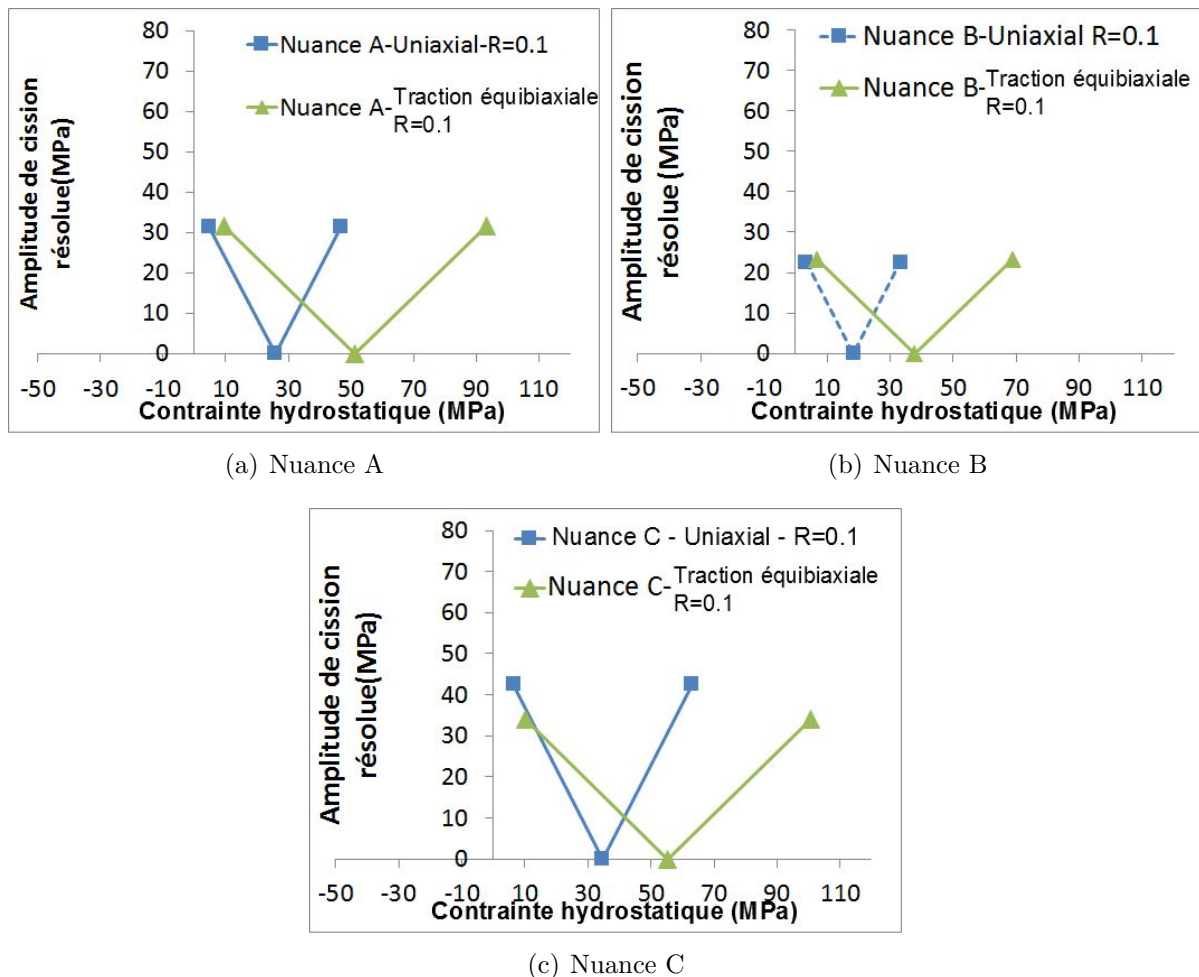 Nuance A-Uniaxial-R=0.1
Nuance A-Traction équibiaxiale
R=0.1
Amplitude de cission
résolue(MPa)
80
70
60
50
40
30
20
10
0
-50 -30 -10 10 30 50 70 90 110
Contrainte hydrostatique (MPa)
(a) Nuance A
Nuance B-Uniaxial R=0.1
Nuance B-Traction équibiaxiale
R=0.1
Amplitude de cission
résolue(MPa)
80
70
60
50
40
30
20
10
0
-50 -30 -10 10 30 50 70 90 110
Contrainte hydrostatique (MPa)
(b) Nuance B
Nuance C - Uniaxial - R=0.1
Nuance C-Traction équibiaxiale
R=0.1
Amplitude de cission
résolue(MPa)
80
70
60
50
40
30
20
10
0
-50 -30 -10 10 30 50 70 90 110
Contrainte hydrostatique (MPa)
(c) Nuance C